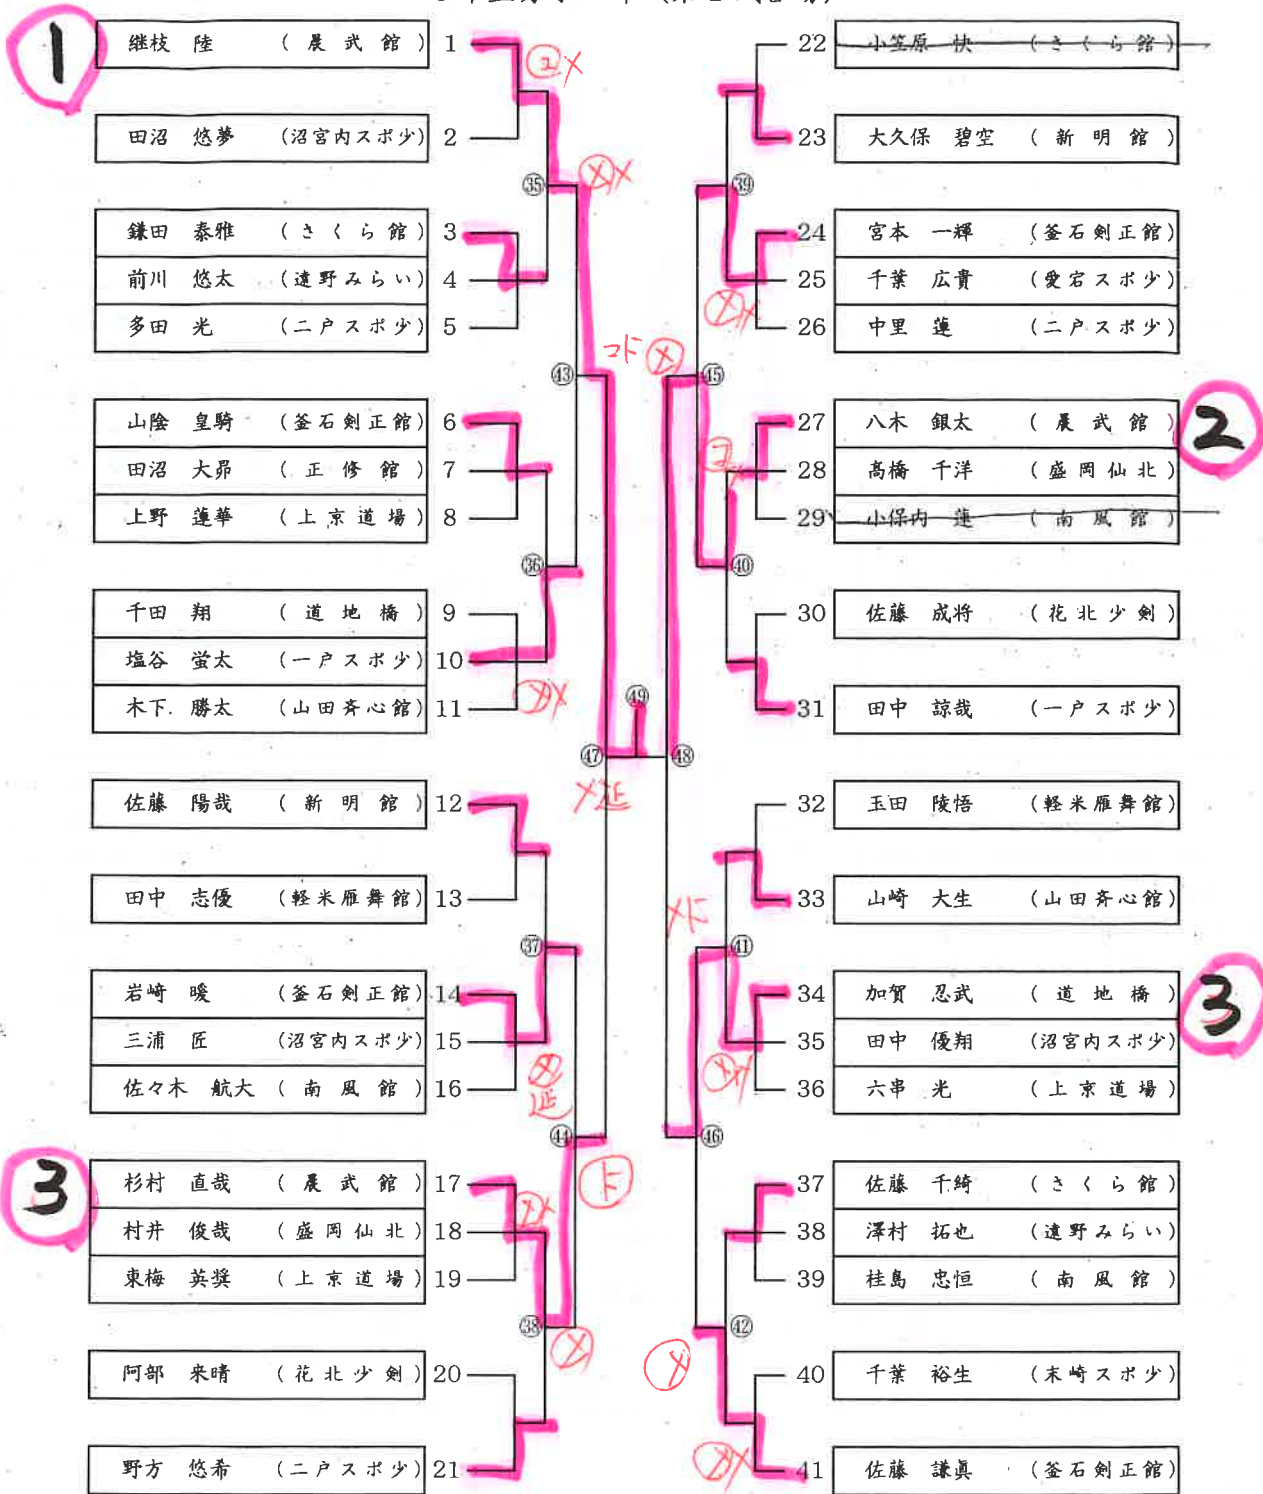 ①
継枝 陸 (晨武館) 1
田沼 悠夢 (沼宮内スポ少) 2
鎌田 泰雅 (さくら館) 3
前川 悠太 (遠野みらい) 4
多田 光 (二戸スポ少) 5
山陰 皇騎 (釜石剣正館) 6
田沼 大昴 (正修館) 7
上野 蓮華 (上京道場) 8
千田 翔 (道地橋) 9
塩谷 蛍太 (一戸スポ少) 10
木下 勝太 (山田斉心館) 11
佐藤 陽哉 (新明館) 12
田中 志優 (軽米雁舞館) 13
岩崎 暖 (釜石剣正館) 14
三浦 匠 (沼宮内スポ少) 15
佐々木 航大 (南風館) 16
③
杉村 直哉 (晨武館) 17
村井 俊哉 (盛岡仙北) 18
東梅 英奨 (上京道場) 19
阿部 来晴 (花北少剣) 20
野方 悠希 (二戸スポ少) 21
㉟
㊱
㊲
㊳
㊸
㊹
㊼
㊾
㊽
㊺
㊻
㊴
㊵
㊶
㊷
コド
メ延
延
メド
22 小笠原 快 (さくら館)
23 大久保 碧空 (新明館)
24 宮本 一輝 (釜石剣正館)
25 千葉 広貴 (愛宕スポ少)
26 中里 蓮 (二戸スポ少)
27 八木 銀太 (晨武館)
②
28 高橋 千洋 (盛岡仙北)
29 小保内 蓮 (南風館)
30 佐藤 成将 (花北少剣)
31 田中 諒哉 (一戸スポ少)
32 玉田 陵悟 (軽米雁舞館)
33 山崎 大生 (山田斉心館)
34 加賀 忍武 (道地橋)
③
35 田中 優翔 (沼宮内スポ少)
36 六串 光 (上京道場)
37 佐藤 千綺 (さくら館)
38 澤村 拓也 (遠野みらい)
39 桂島 忠恒 (南風館)
40 千葉 裕生 (末崎スポ少)
41 佐藤 謙眞 (釜石剣正館)